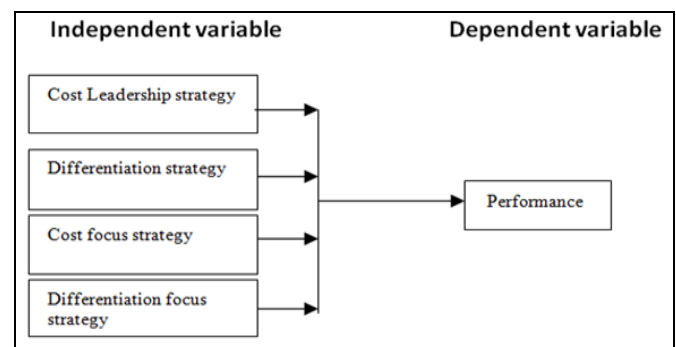 Independent variable
Dependent variable
Cost Leadership strategy
Differentiation strategy
Cost focus strategy
Differentiation focus
strategy
Performance